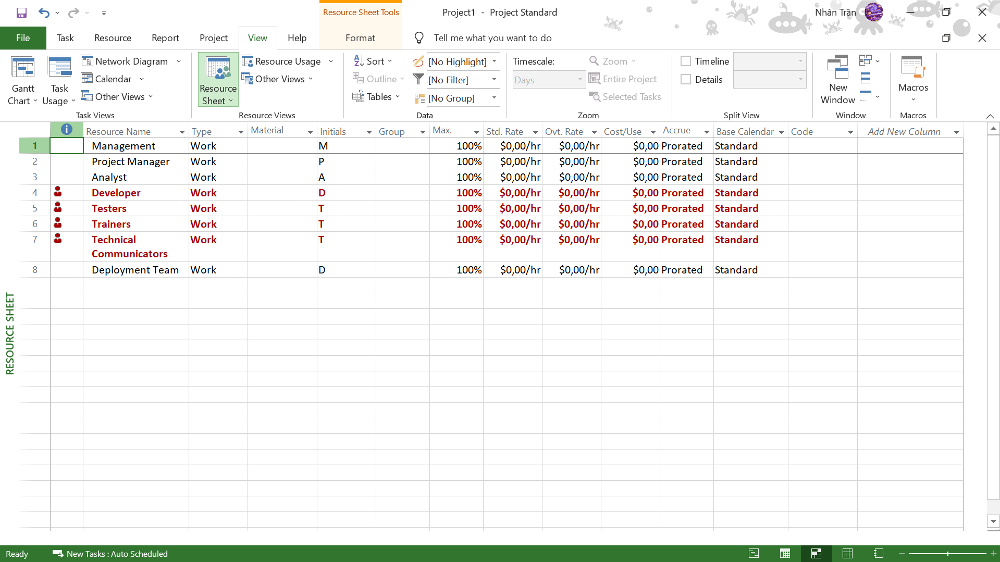 Resource Sheet Tools
Project1 - Project Standard
Nhân Trần
File Task Resource Report Project View Help Format Tell me what you want to do
Gantt Chart
Task Usage
Network Diagram
Calendar
Other Views
Task Views
Resource Sheet
Resource Usage
Other Views
Resource Views
A Z Sort
Outline
Tables
[No Highlight]
[No Filter]
[No Group]
Data
Timescale:
Days
Zoom
Entire Project
Selected Tasks
Zoom
Timeline
Details
Split View
New Window
Window
Macros
Macros
i Resource Name Type Material Initials Group Max. Std. Rate Ovt. Rate Cost/Use Accrue Base Calendar Code Add New Column
1 Management Work M 100% $0,00/hr $0,00/hr $0,00 Prorated Standard
2 Project Manager Work P 100% $0,00/hr $0,00/hr $0,00 Prorated Standard
3 Analyst Work A 100% $0,00/hr $0,00/hr $0,00 Prorated Standard
4 Developer Work D 100% $0,00/hr $0,00/hr $0,00 Prorated Standard
5 Testers Work T 100% $0,00/hr $0,00/hr $0,00 Prorated Standard
6 Trainers Work T 100% $0,00/hr $0,00/hr $0,00 Prorated Standard
7 Technical Communicators Work T 100% $0,00/hr $0,00/hr $0,00 Prorated Standard
8 Deployment Team Work D 100% $0,00/hr $0,00/hr $0,00 Prorated Standard
RESOURCE SHEET
Ready New Tasks : Auto Scheduled